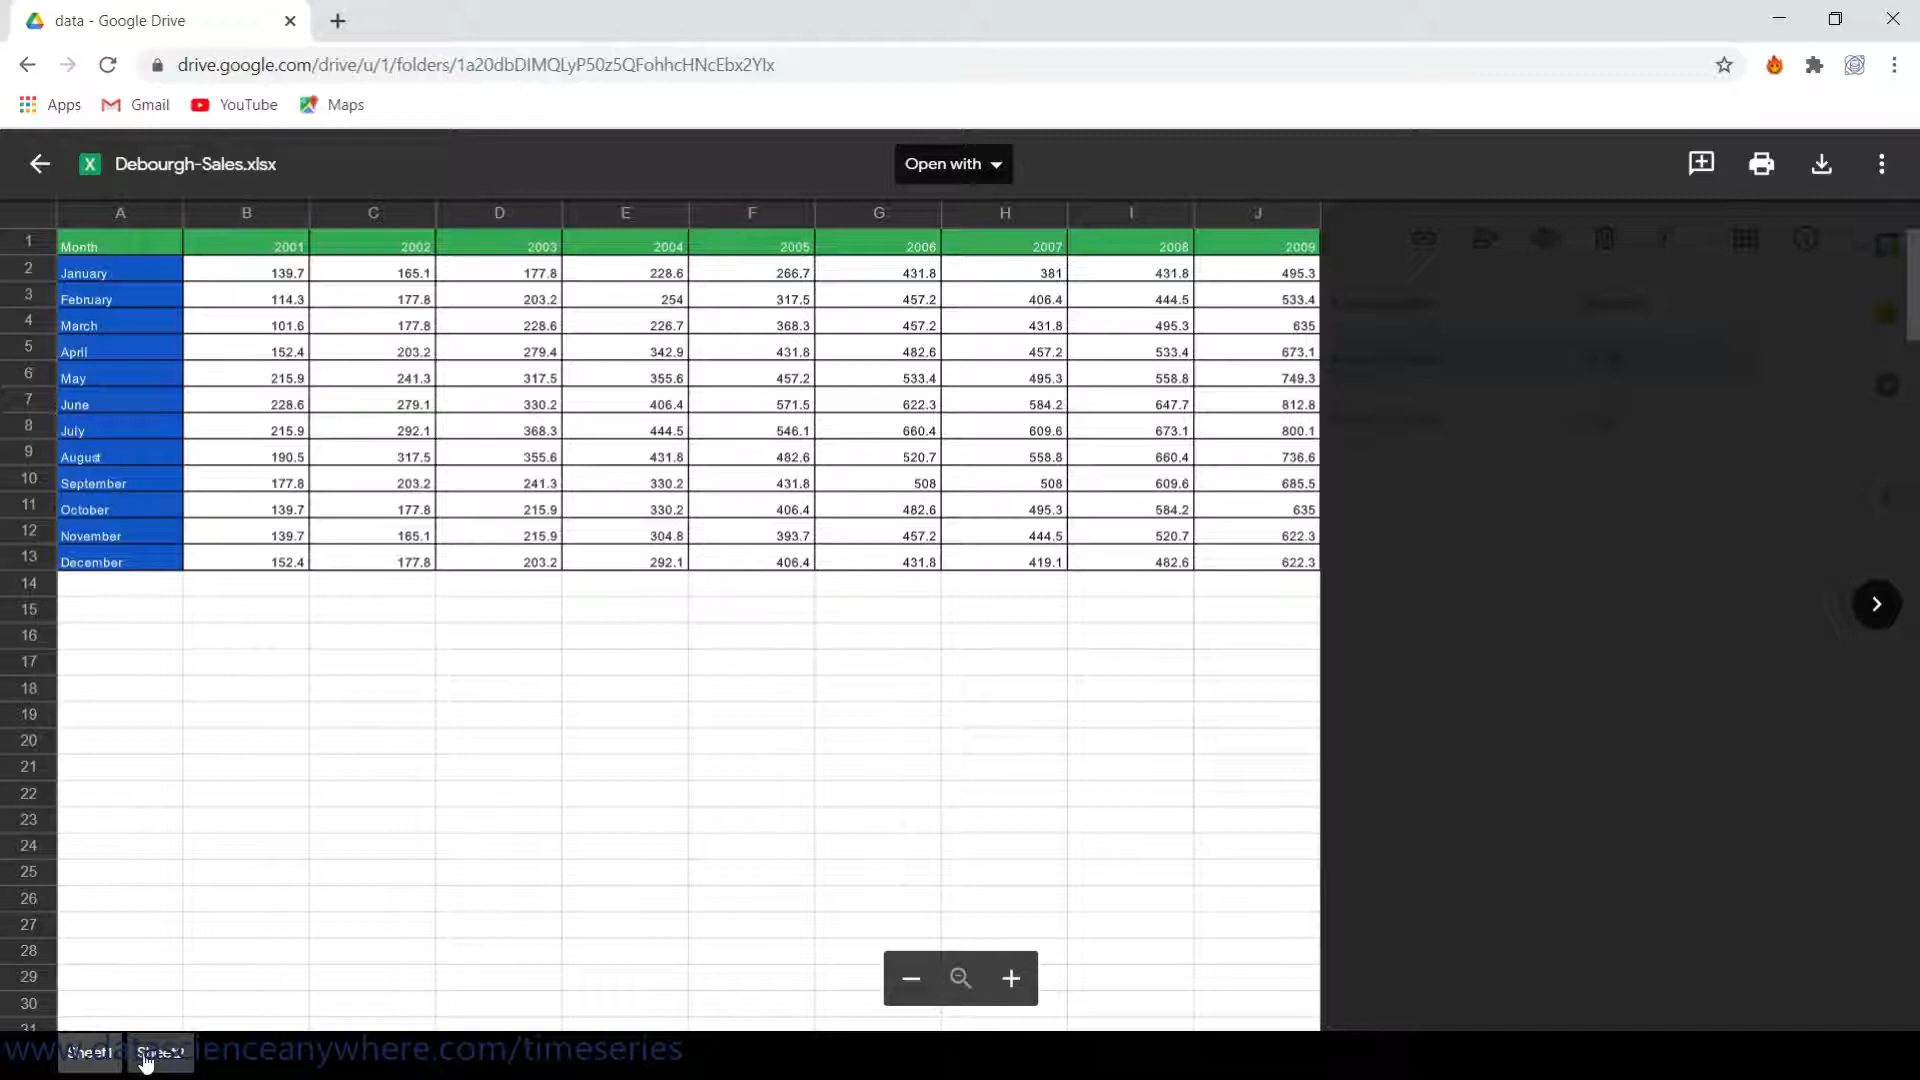 data - Google Drive
drive.google.com/drive/u/1/folders/1a20dbDIMQLyP50z5QFohhcHNcEbx2YIx
Apps Gmail YouTube Maps
Debourgh-Sales.xlsx Open with
A B C D E F G H I J
1 Month 2001 2002 2003 2004 2005 2006 2007 2008 2009
2 January 139.7 165.1 177.8 228.6 266.7 431.8 381 431.8 495.3
3 February 114.3 177.8 203.2 254 317.5 457.2 406.4 444.5 533.4
4 March 101.6 177.8 228.6 226.7 368.3 457.2 431.8 495.3 635
5 April 152.4 203.2 279.4 342.9 431.8 482.6 457.2 533.4 673.1
6 May 215.9 241.3 317.5 355.6 457.2 533.4 495.3 558.8 749.3
7 June 228.6 279.1 330.2 406.4 571.5 622.3 584.2 647.7 812.8
8 July 215.9 292.1 368.3 444.5 546.1 660.4 609.6 673.1 800.1
9 August 190.5 317.5 355.6 431.8 482.6 520.7 558.8 660.4 736.6
10 September 177.8 203.2 241.3 330.2 431.8 508 508 609.6 685.5
11 October 139.7 177.8 215.9 330.2 406.4 482.6 495.3 584.2 635
12 November 139.7 165.1 215.9 304.8 393.7 457.2 444.5 520.7 622.3
13 December 152.4 177.8 203.2 292.1 406.4 431.8 419.1 482.6 622.3
14
15
16
17
18
19
20
21
22
23
24
25
26
27
28
29
30
31
Sheet1 Sheet2
www.datascienceanywhere.com/timeseries